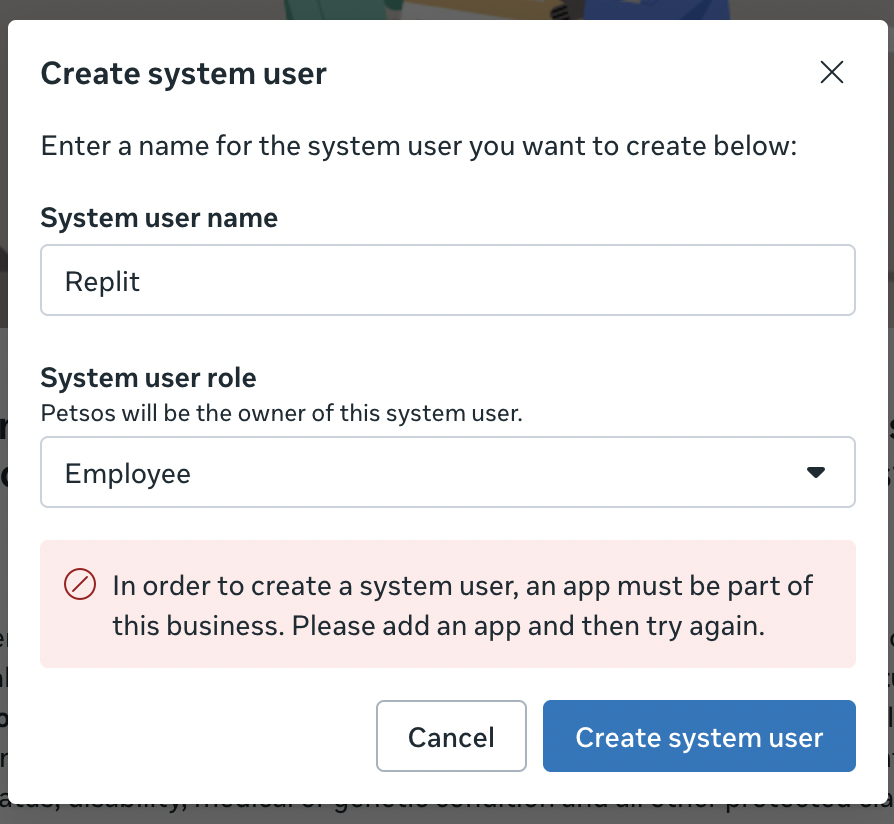 Create system user
Enter a name for the system user you want to create below:
System user name
Replit
System user role
Petsos will be the owner of this system user.
Employee
In order to create a system user, an app must be part of
this business. Please add an app and then try again.
Cancel
Create system user